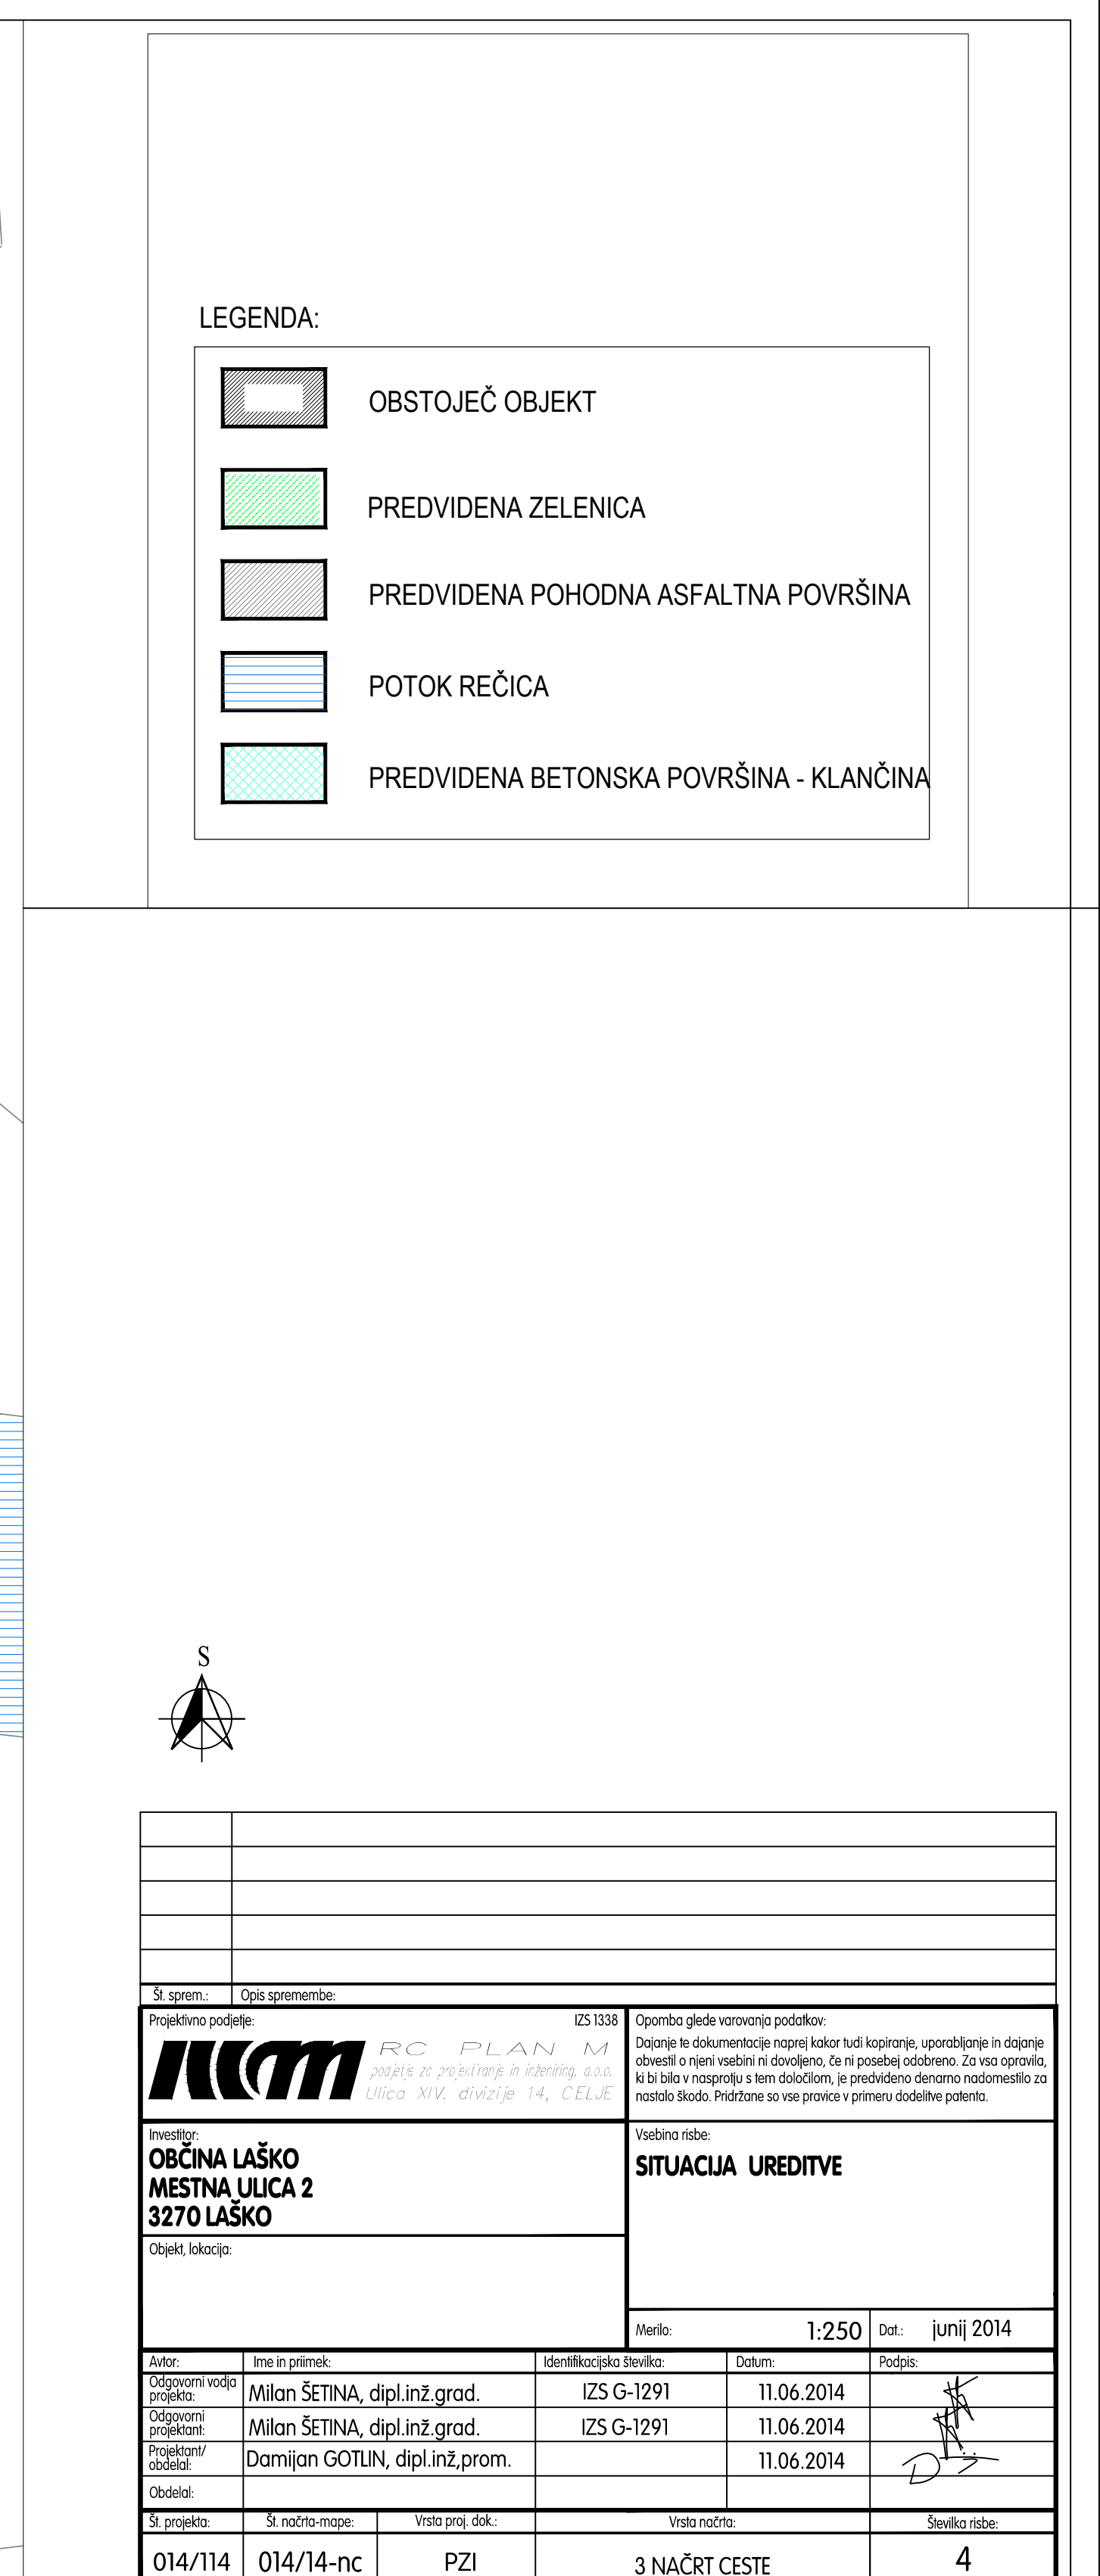 LEGENDA:
OBSTOJEČ OBJEKT
PREDVIDENA ZELENICA
PREDVIDENA POHODNA ASFALTNA POVRŠINA
POTOK REČICA
PREDVIDENA BETONSKA POVRŠINA - KLANČINA
S
Št. sprem.: Opis spremembe:
Projektivno podjetje: IZS 1338
RC PLAN M
podjetje za projektiranje in inženiring, d.o.o.
Ulica XIV. divizije 14, CELJE
Opomba glede varovanja podatkov:
Dajanje te dokumentacije naprej kakor tudi kopiranje, uporabljanje in dajanje
obvestil o njeni vsebini ni dovoljeno, če ni posebej odobreno. Za vsa opravila,
ki bi bila v nasprotju s tem določilom, je predvideno denarno nadomestilo za
nastalo škodo. Pridržane so vse pravice v primeru dodelitve patenta.
Investitor:
OBČINA LAŠKO
MESTNA ULICA 2
3270 LAŠKO
Vsebina risbe:
SITUACIJA UREDITVE
Objekt, lokacija:
Merilo: 1:250 Dat.: junij 2014
Avtor: Ime in priimek: Identifikacijska številka: Datum: Podpis:
Odgovorni vodja
projekta: Milan ŠETINA, dipl.inž.grad. IZS G-1291 11.06.2014
Odgovorni
projektant: Milan ŠETINA, dipl.inž.grad. IZS G-1291 11.06.2014
Projektant/
obdelal: Damijan GOTLIN, dipl.inž,prom. 11.06.2014
Obdelal:
Št. projekta: Št. načrta-mape: Vrsta proj. dok.: Vrsta načrta: Številka risbe:
014/114 014/14-nc PZI 3 NAČRT CESTE 4